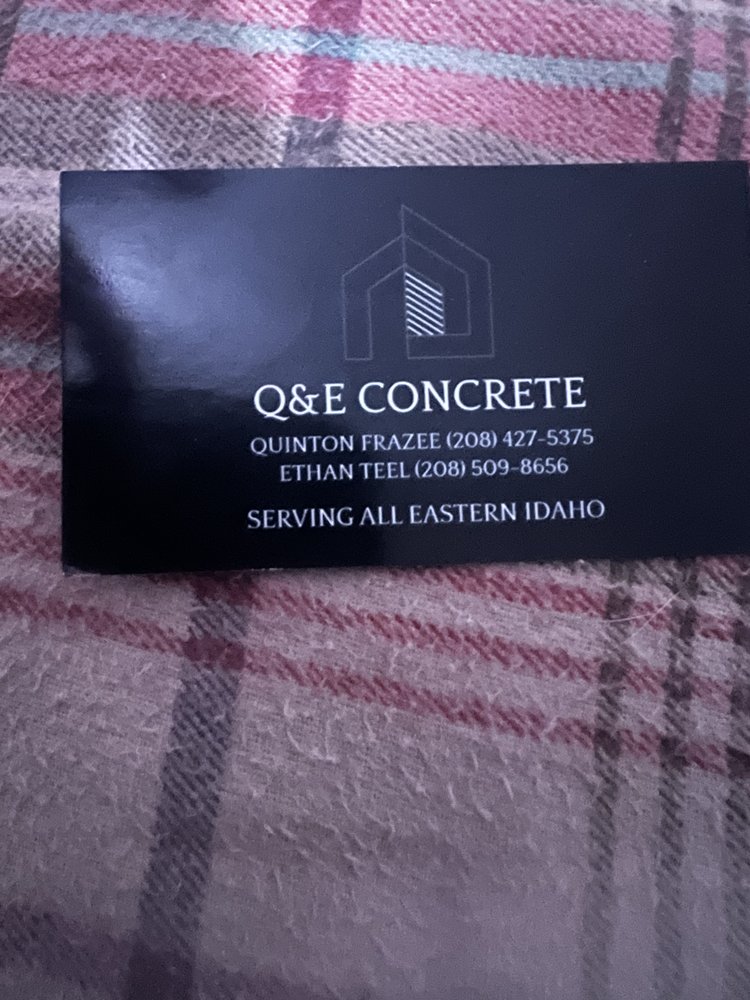 Q&E CONCRETE
QUINTON FRAZEE (208) 427-5375
ETHAN TEEL (208) 509-8656
SERVING ALL EASTERN IDAHO